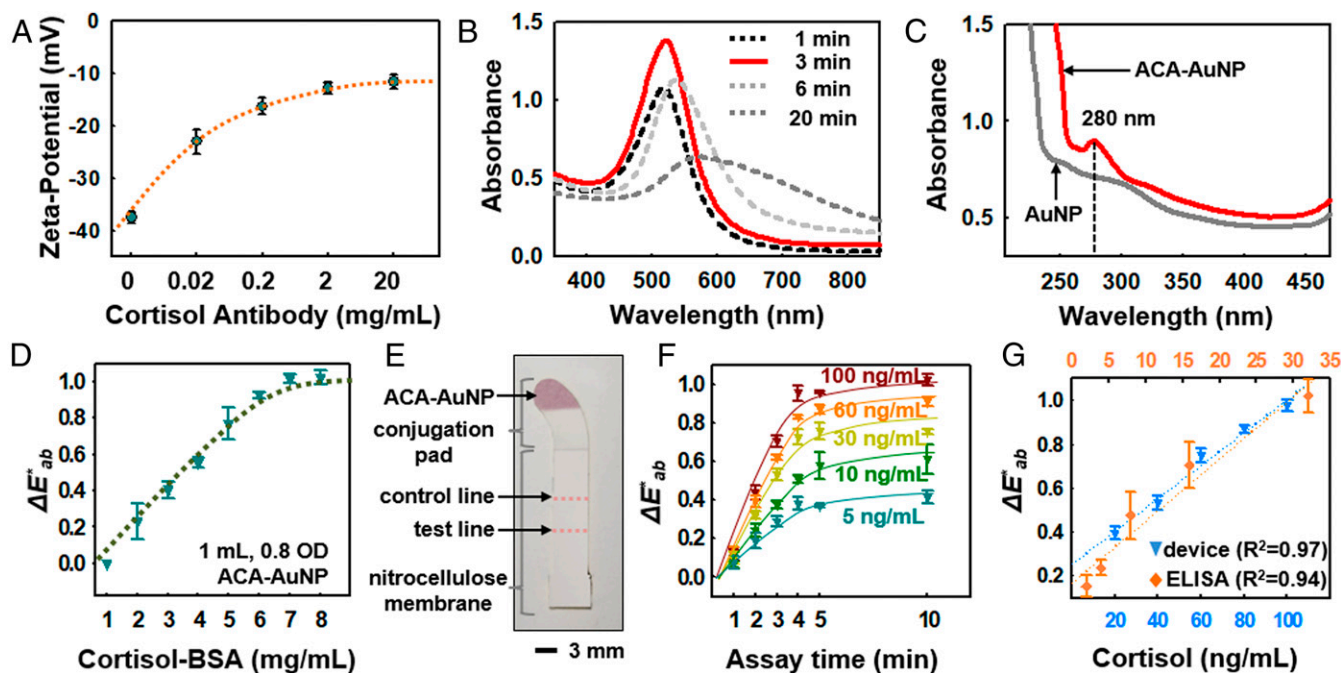 A
Zeta-Potential (mV)
0
-10
-20
-30
-40
0
0.02
0.2
2
20
Cortisol Antibody (mg/mL)
B
Absorbance
1.5
1.0
0.5
0.0
1 min
3 min
6 min
20 min
400
500
600
700
800
Wavelength (nm)
C
Absorbance
1.5
1.0
0.5
ACA-AuNP
280 nm
AuNP
250
300
350
400
450
Wavelength (nm)
D
ΔE*ab
1.0
0.8
0.6
0.4
0.2
0.0
1 mL, 0.8 OD
ACA-AuNP
1 2 3 4 5 6 7 8
Cortisol-BSA (mg/mL)
E
ACA-AuNP
conjugation
pad
control line
test line
nitrocellulose
membrane
3 mm
F
ΔE*ab
1.0
0.8
0.6
0.4
0.2
0.0
100 ng/mL
60 ng/mL
30 ng/mL
10 ng/mL
5 ng/mL
1 2 3 4 5 10
Assay time (min)
G
0 5 10 15 20 25 30 35
ΔE*ab
1.0
0.8
0.6
0.4
0.2
device (R²=0.97)
ELISA (R²=0.94)
20 40 60 80 100
Cortisol (ng/mL)